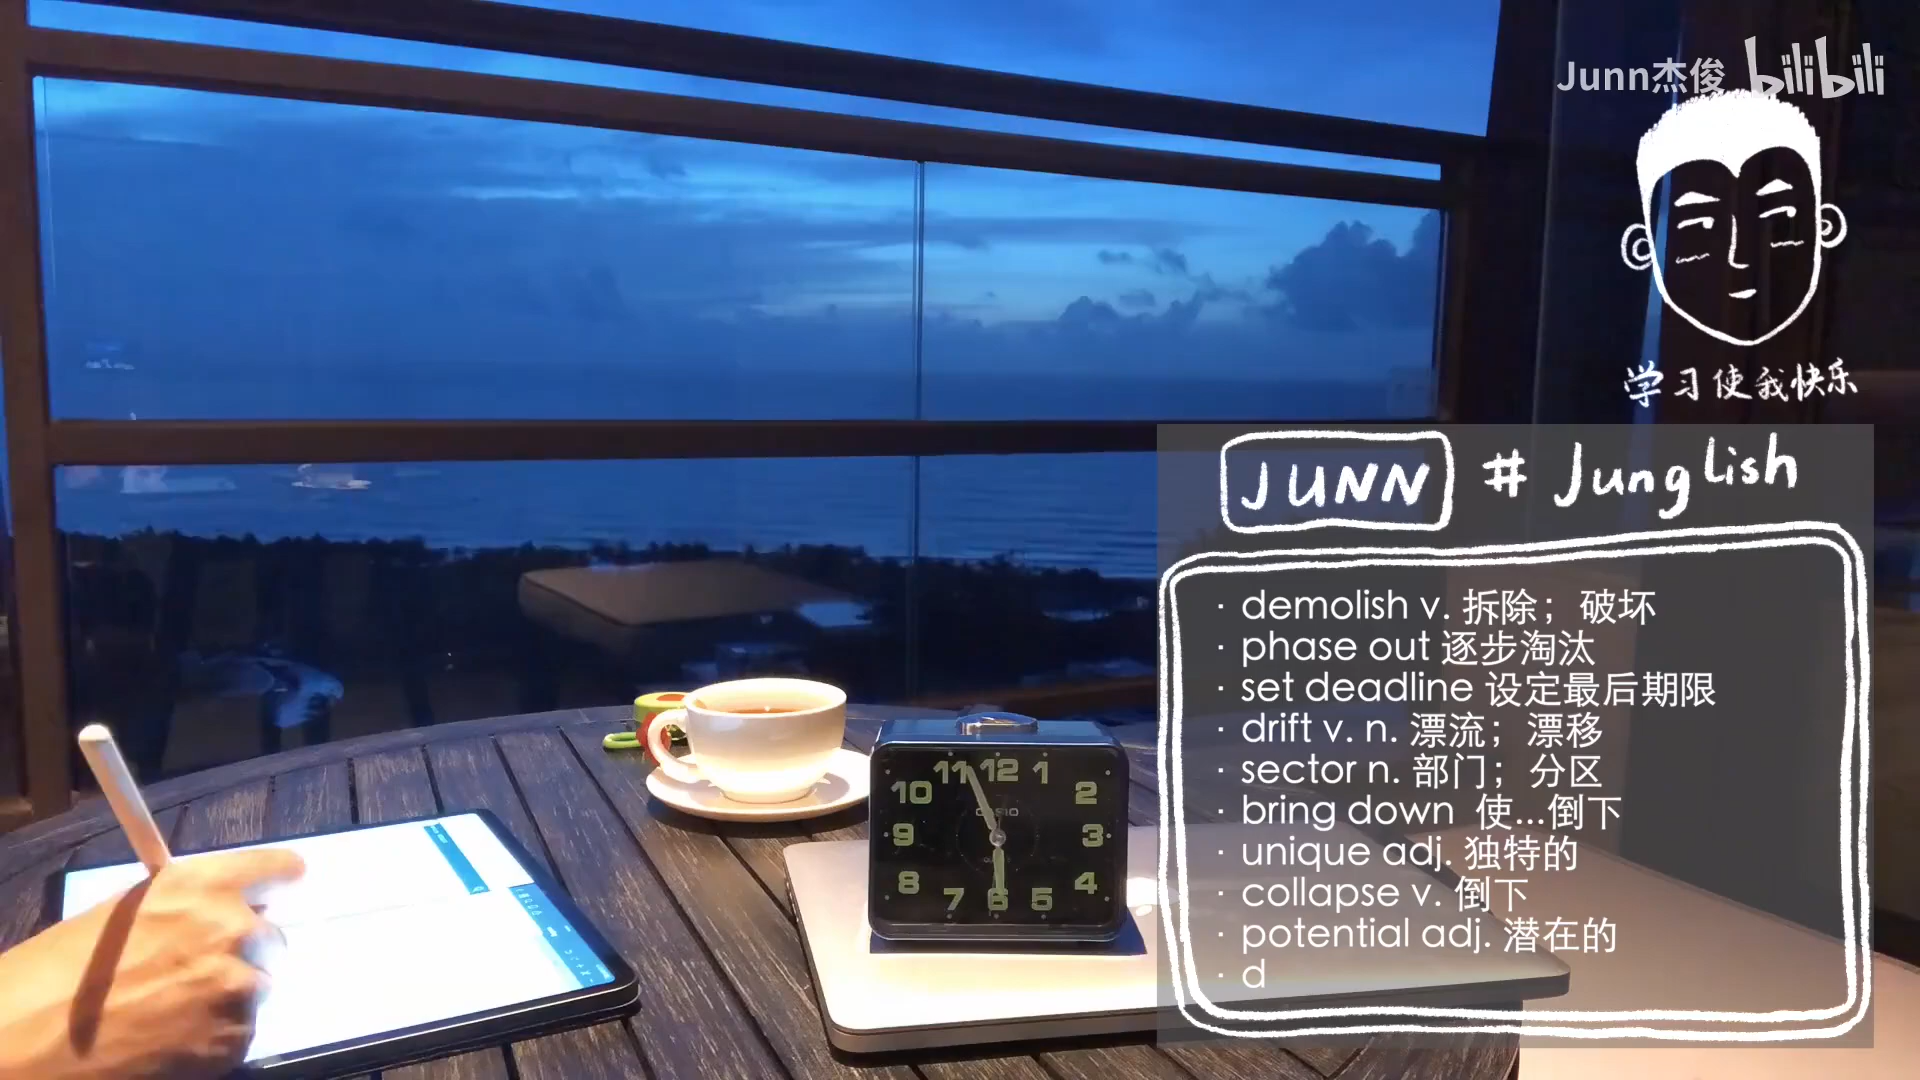 Junn杰俊 bilibili
学习使我快乐
JUNN # Junglish
· demolish v. 拆除；破坏
· phase out 逐步淘汰
· set deadline 设定最后期限
· drift v. n. 漂流；漂移
· sector n. 部门；分区
· bring down 使...倒下
· unique adj. 独特的
· collapse v. 倒下
· potential adj. 潜在的
· d
11 12 1
10 2
CASIO
9 3
8 4
7 6 5